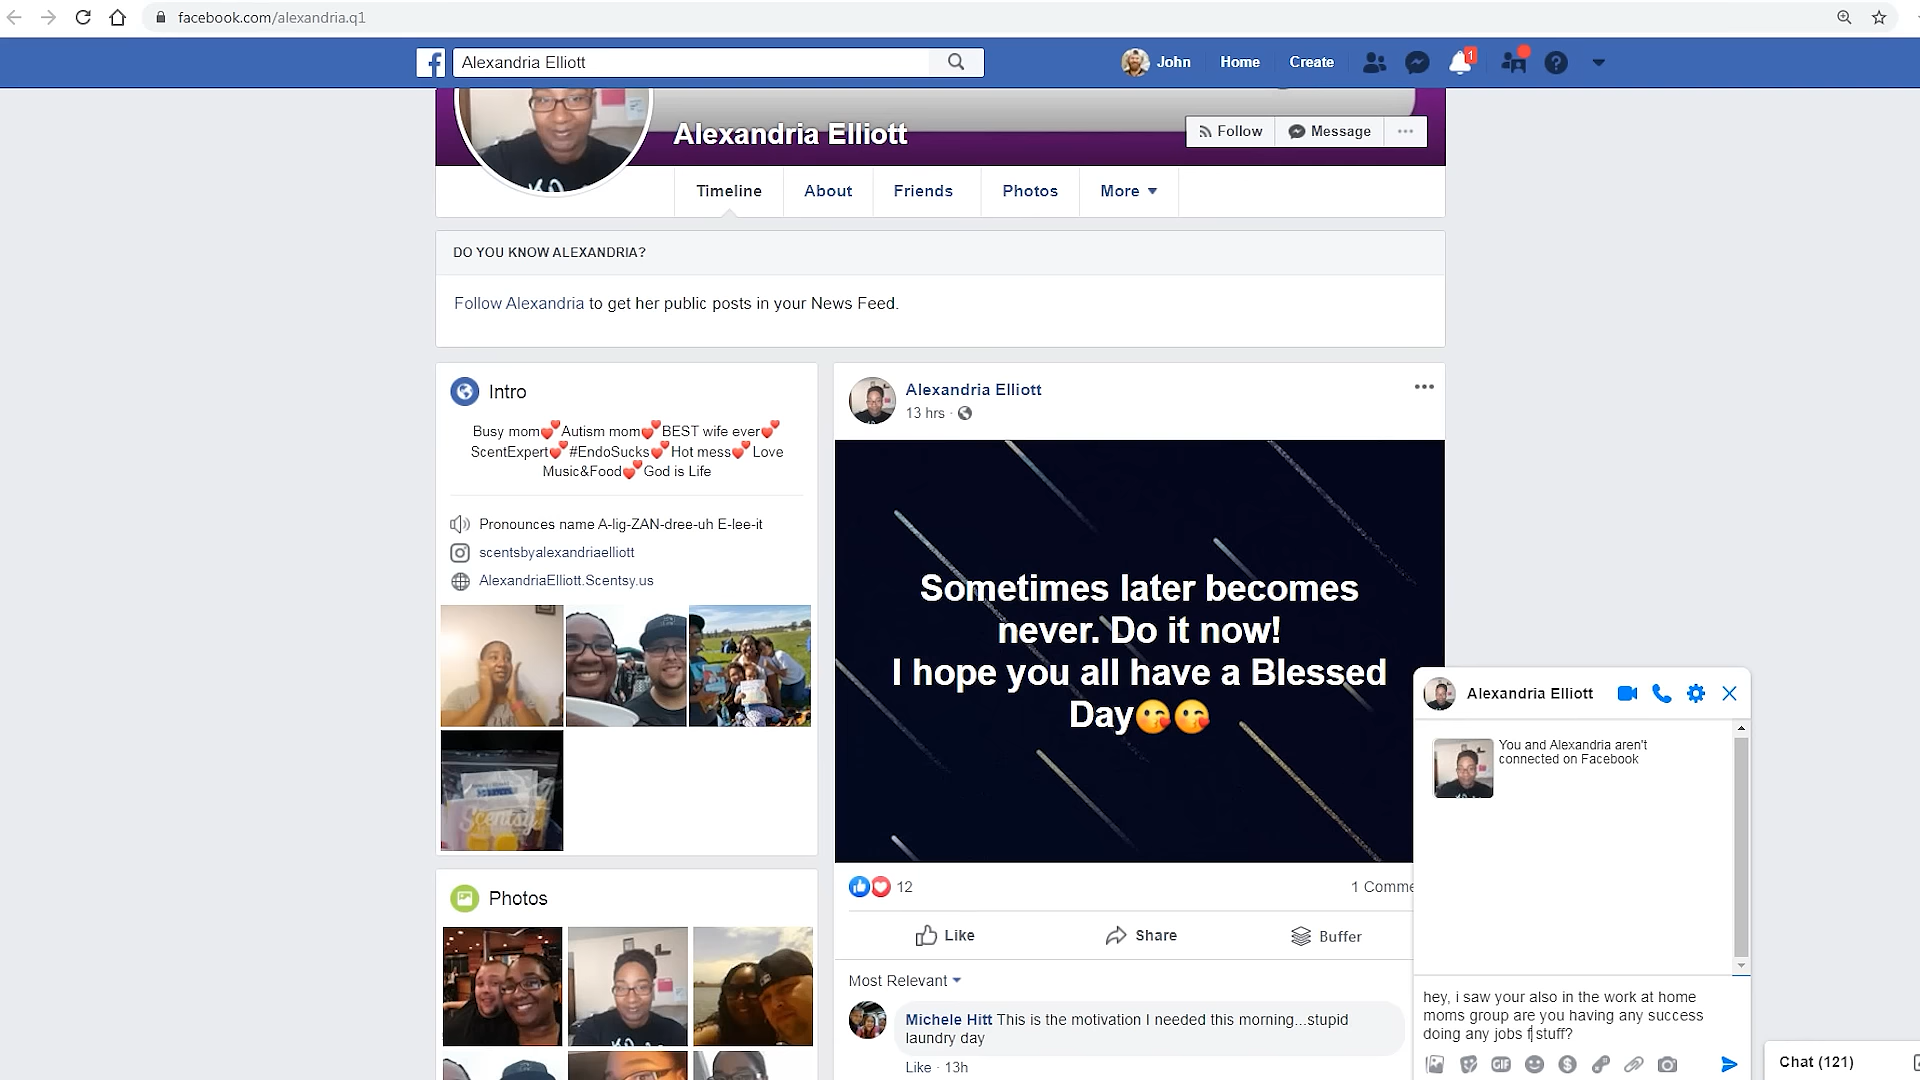 facebook.com/alexandria.q1
Alexandria Elliott
John
Home
Create
1
Alexandria Elliott
Follow
Message
Timeline
About
Friends
Photos
More
DO YOU KNOW ALEXANDRIA?
Follow Alexandria to get her public posts in your News Feed.
Intro
Busy mom💕Autism mom💕BEST wife ever💕
ScentExpert💕#EndoSucks💕Hot mess💕Love
Music&Food💕God is Life
Pronounces name A-lig-ZAN-dree-uh E-lee-it
scentsbyalexandriaelliott
AlexandriaElliott.Scentsy.us
Scentsy
Photos
Alexandria Elliott
13 hrs ·
Sometimes later becomes
never. Do it now!
I hope you all have a Blessed
Day😘😘
12
1 Comme
Like
Share
Buffer
Most Relevant
Michele Hitt This is the motivation I needed this morning...stupid
laundry day
Like · 13h
Alexandria Elliott
You and Alexandria aren't
connected on Facebook
hey, i saw your also in the work at home
moms group are you having any success
doing any jobs f stuff?
GIF
Chat (121)